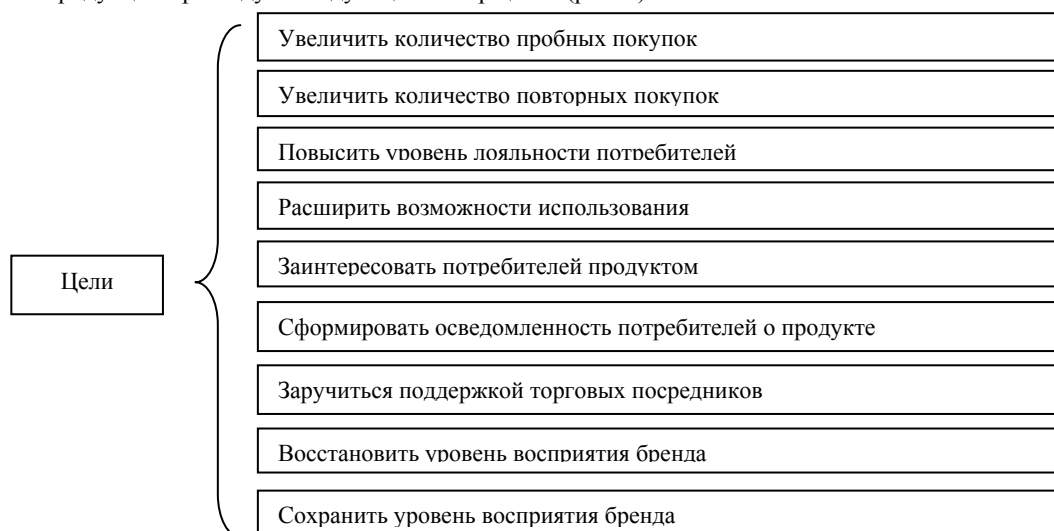 Увеличить количество пробных покупок
Увеличить количество повторных покупок
Повысить уровень лояльности потребителей
Расширить возможности использования
Заинтересовать потребителей продуктом
Цели
Сформировать осведомленность потребителей о продукте
Заручиться поддержкой торговых посредников
Восстановить уровень восприятия бренда
Сохранить уровень восприятия бренда